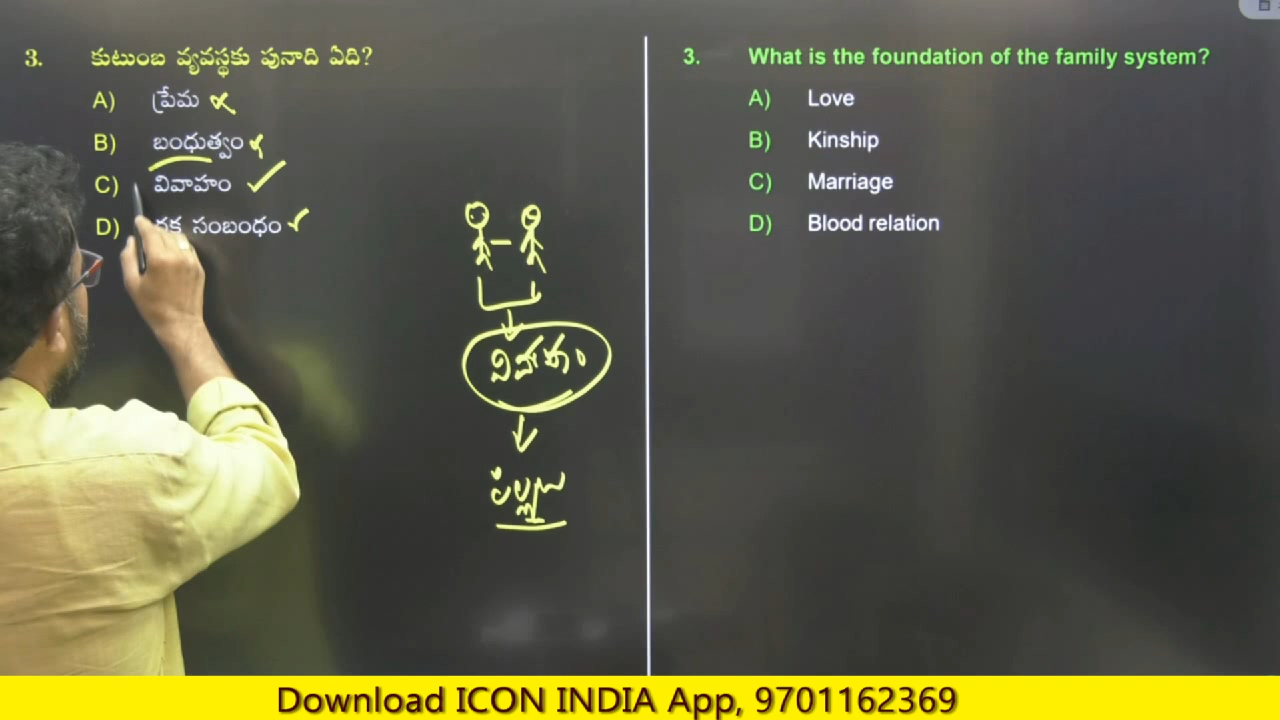 3. కుటుంబ వ్యవస్థకు పునాది ఏది?
A) ప్రేమ
B) బంధుత్వం
C) వివాహం
D) సంబంధం
వివాహం
పిల్లలు
3. What is the foundation of the family system?
A) Love
B) Kinship
C) Marriage
D) Blood relation
Download ICON INDIA App, 9701162369